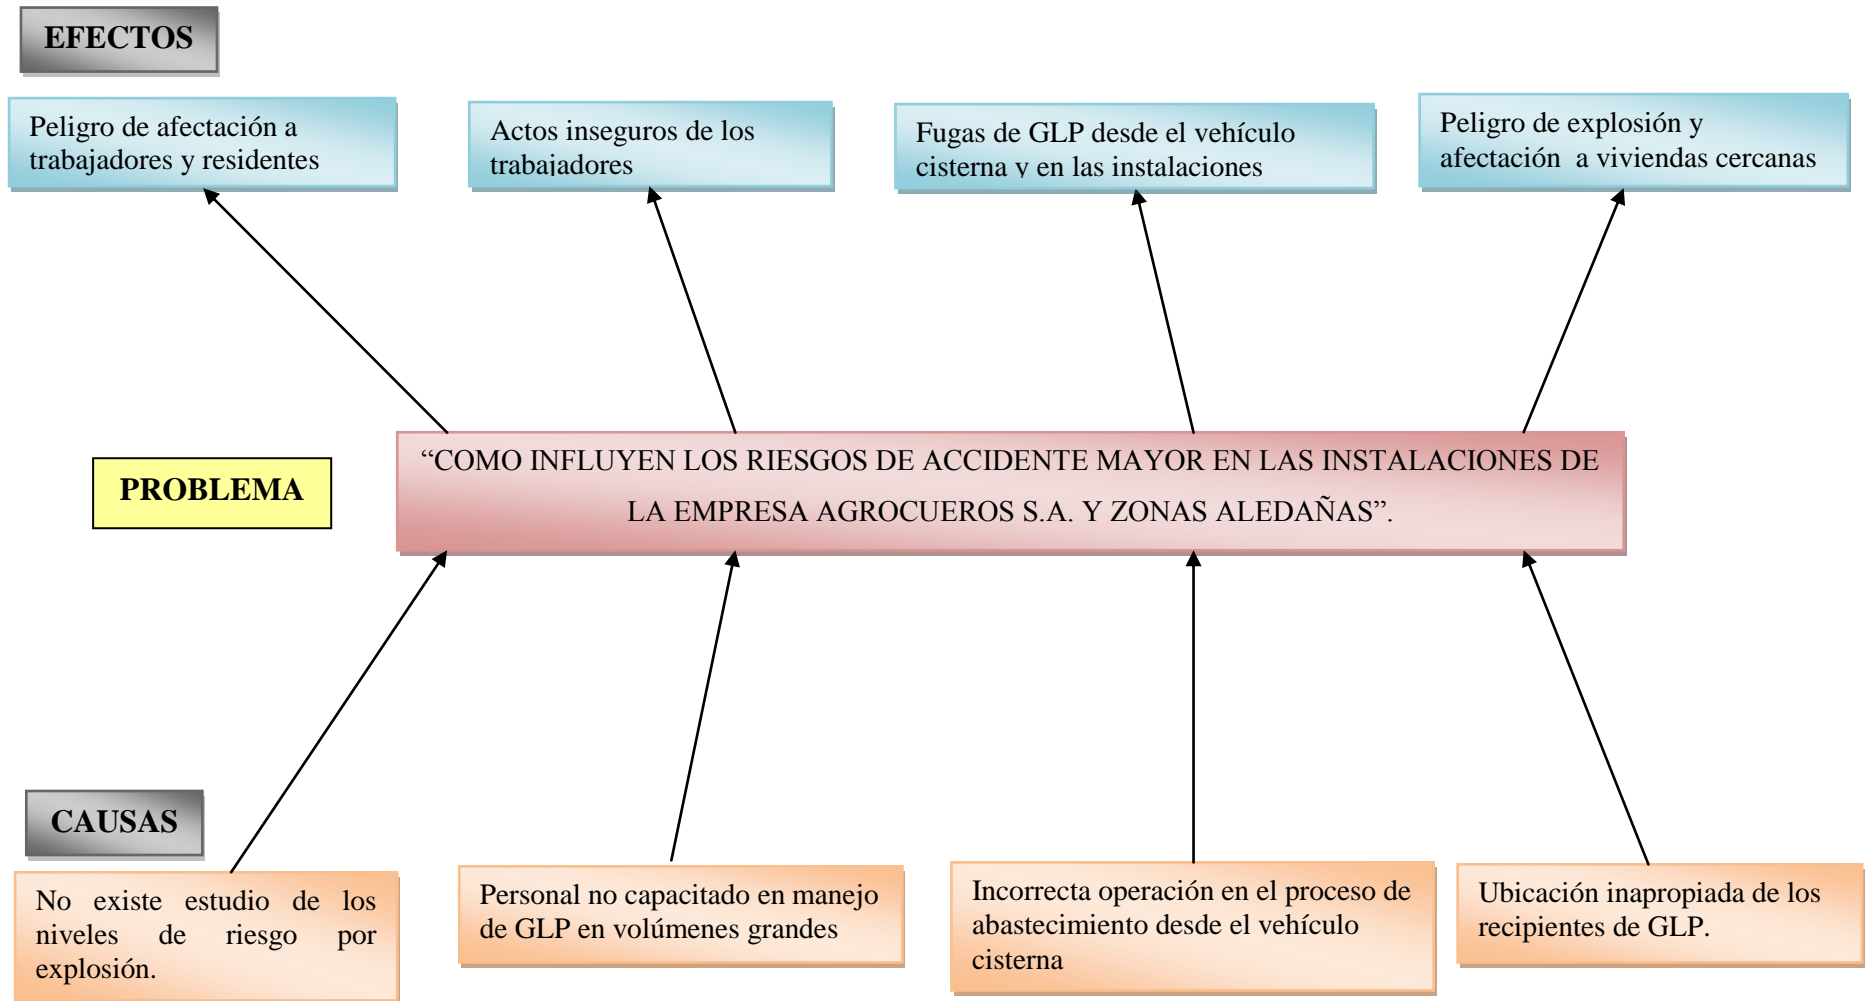 EFECTOS
Peligro de afectación a
trabajadores y residentes
Actos inseguros de los
trabajadores
Fugas de GLP desde el vehículo
cisterna y en las instalaciones
Peligro de explosión y
afectación a viviendas cercanas
PROBLEMA
“COMO INFLUYEN LOS RIESGOS DE ACCIDENTE MAYOR EN LAS INSTALACIONES DE
LA EMPRESA AGROCUEROS S.A. Y ZONAS ALEDAÑAS”.
CAUSAS
No existe estudio de los
niveles de riesgo por
explosión.
Personal no capacitado en manejo
de GLP en volúmenes grandes
Incorrecta operación en el proceso de
abastecimiento desde el vehículo
cisterna
Ubicación inapropiada de los
recipientes de GLP.